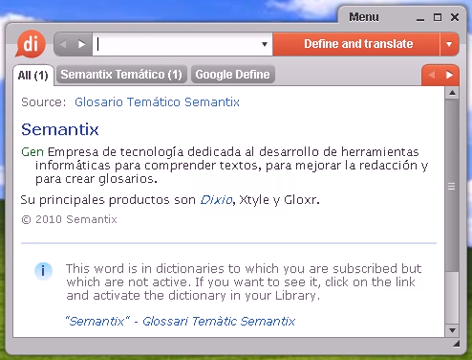 Menu
di
Define and translate
All (1)
Semantix Temático (1)
Google Define
Source: Glosario Temático Semantix
Semantix
Gen Empresa de tecnología dedicada al desarrollo de herramientas
informáticas para comprender textos, para mejorar la redacción y
para crear glosarios.
Su principales productos son Dixio, Xtyle y Gloxr.
© 2010 Semantix
i
This word is in dictionaries to which you are subscribed but
which are not active. If you want to see it, click on the link
and activate the dictionary in your Library.
"Semantix" - Glossari Temàtic Semantix